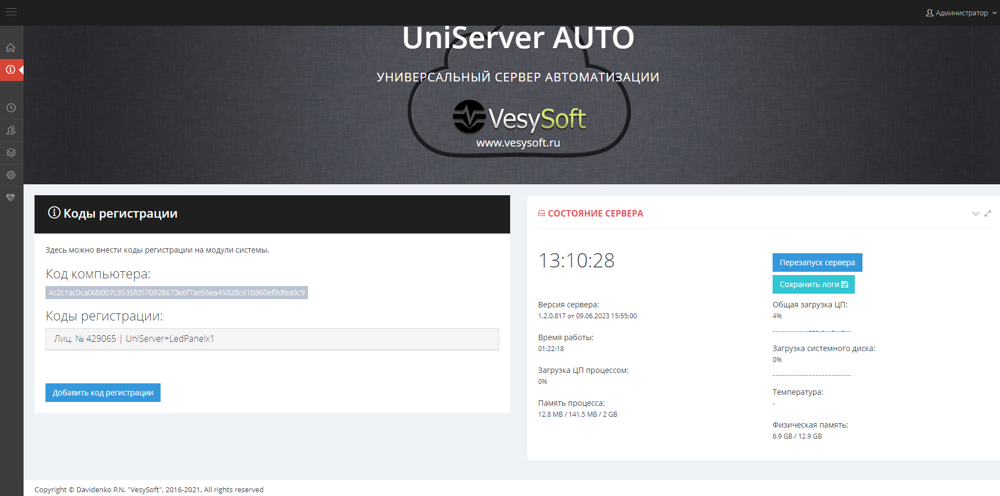 Администратор
UniServer AUTO
УНИВЕРСАЛЬНЫЙ СЕРВЕР АВТОМАТИЗАЦИИ
VesySoft
www.vesysoft.ru
Коды регистрации
Здесь можно внести коды регистрации на модули системы.
Код компьютера:
4c2c1ac0ca06b0b7c3535fd570928673e6f7ae55ea45828c61b860ef9dfea9c9
Коды регистрации:
Лиц. № 429065 | UniServer+LedPanelx1
Добавить код регистрации
СОСТОЯНИЕ СЕРВЕРА
13:10:28
Перезапуск сервера
Сохранить логи
Версия сервера:
1.2.0.817 от 09.06.2023 15:55:00
Время работы:
01:22:18
Загрузка ЦП процессом:
0%
Память процесса:
12.8 MB / 141.5 MB / 2 GB
Общая загрузка ЦП:
4%
Загрузка системного диска:
0%
Температура:
-
Физическая память:
6.9 GB / 12.9 GB
Copyright © Davidenko P.N. "VesySoft", 2016-2021, All rights reserved